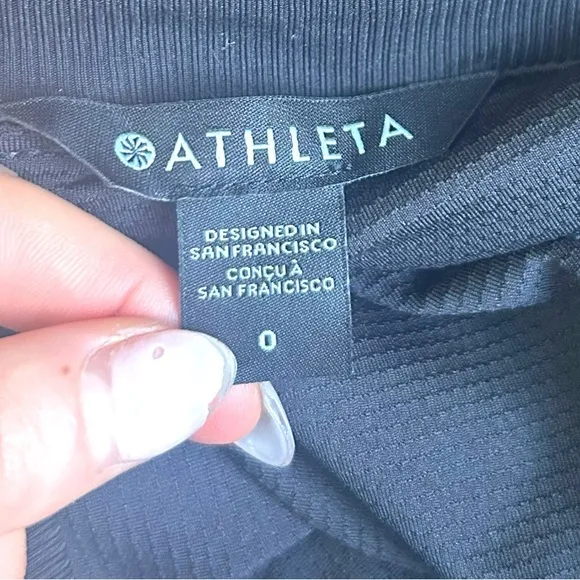 ATHLETA
DESIGNED IN
SAN FRANCISCO
CONÇU À
SAN FRANCISCO
0